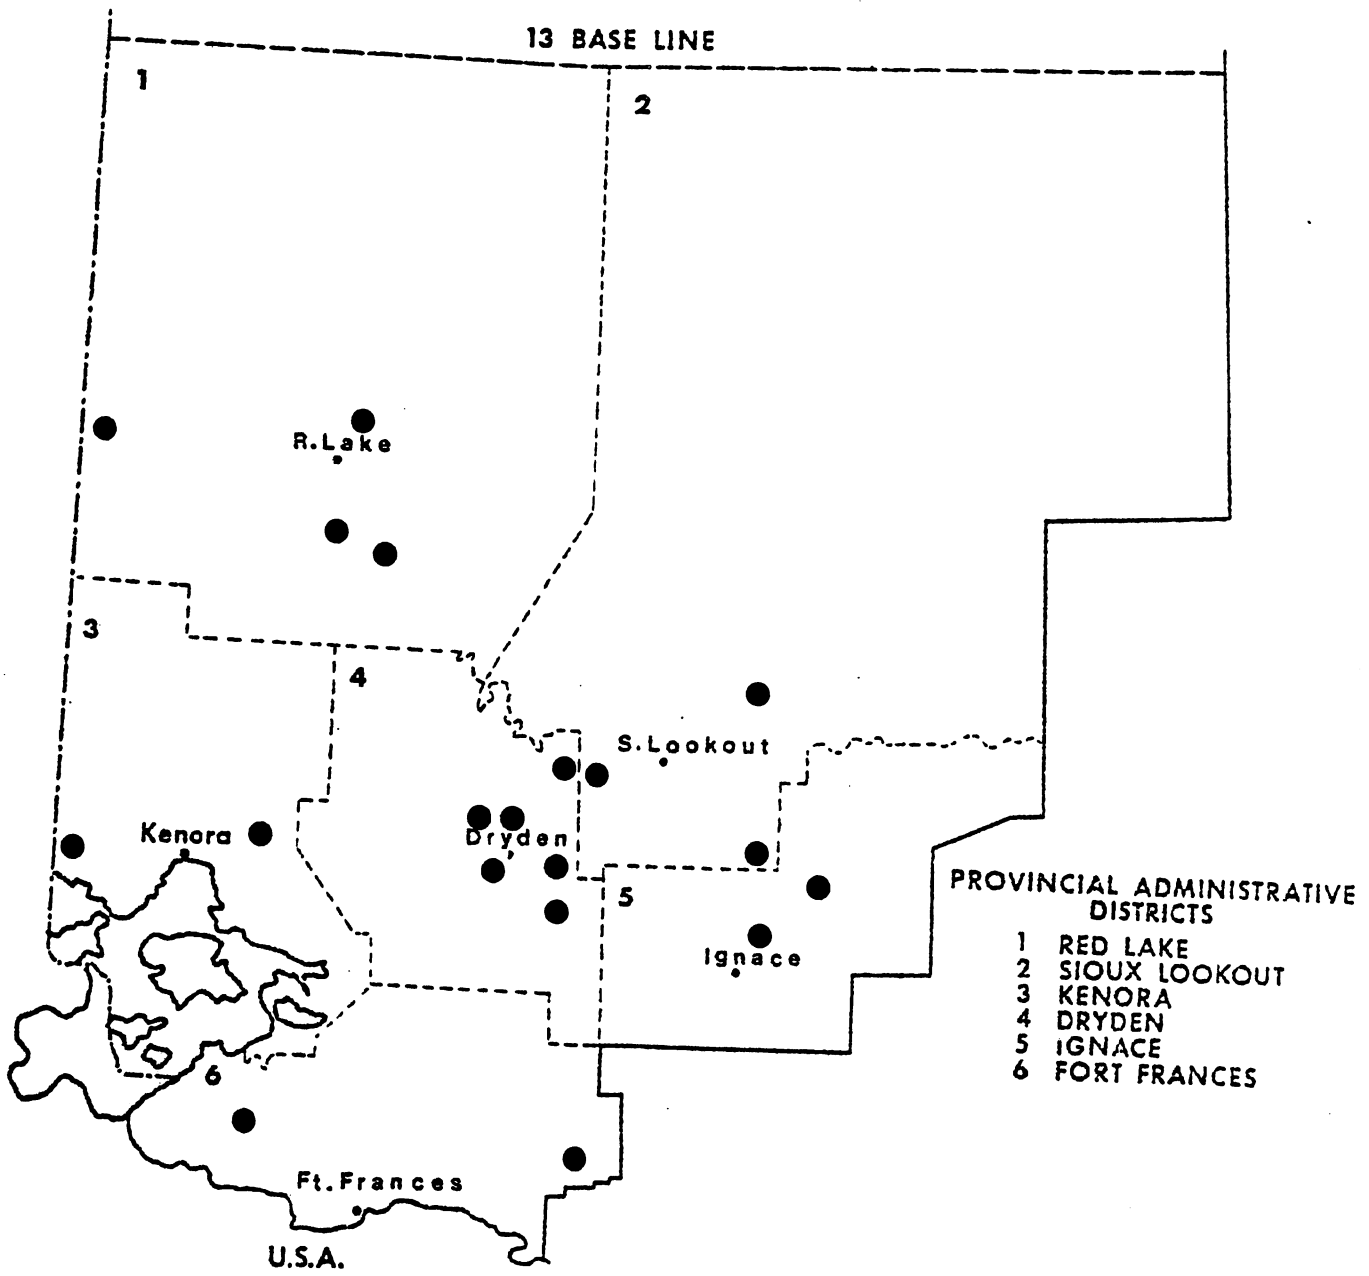 13 BASE LINE
1
2
R.Lake
3
4
S.Lookout
Kenora
Dryden
5
Ignace
PROVINCIAL ADMINISTRATIVE
DISTRICTS
1 RED LAKE
2 SIOUX LOOKOUT
3 KENORA
4 DRYDEN
5 IGNACE
6 FORT FRANCES
6
Ft.Frances
U.S.A.